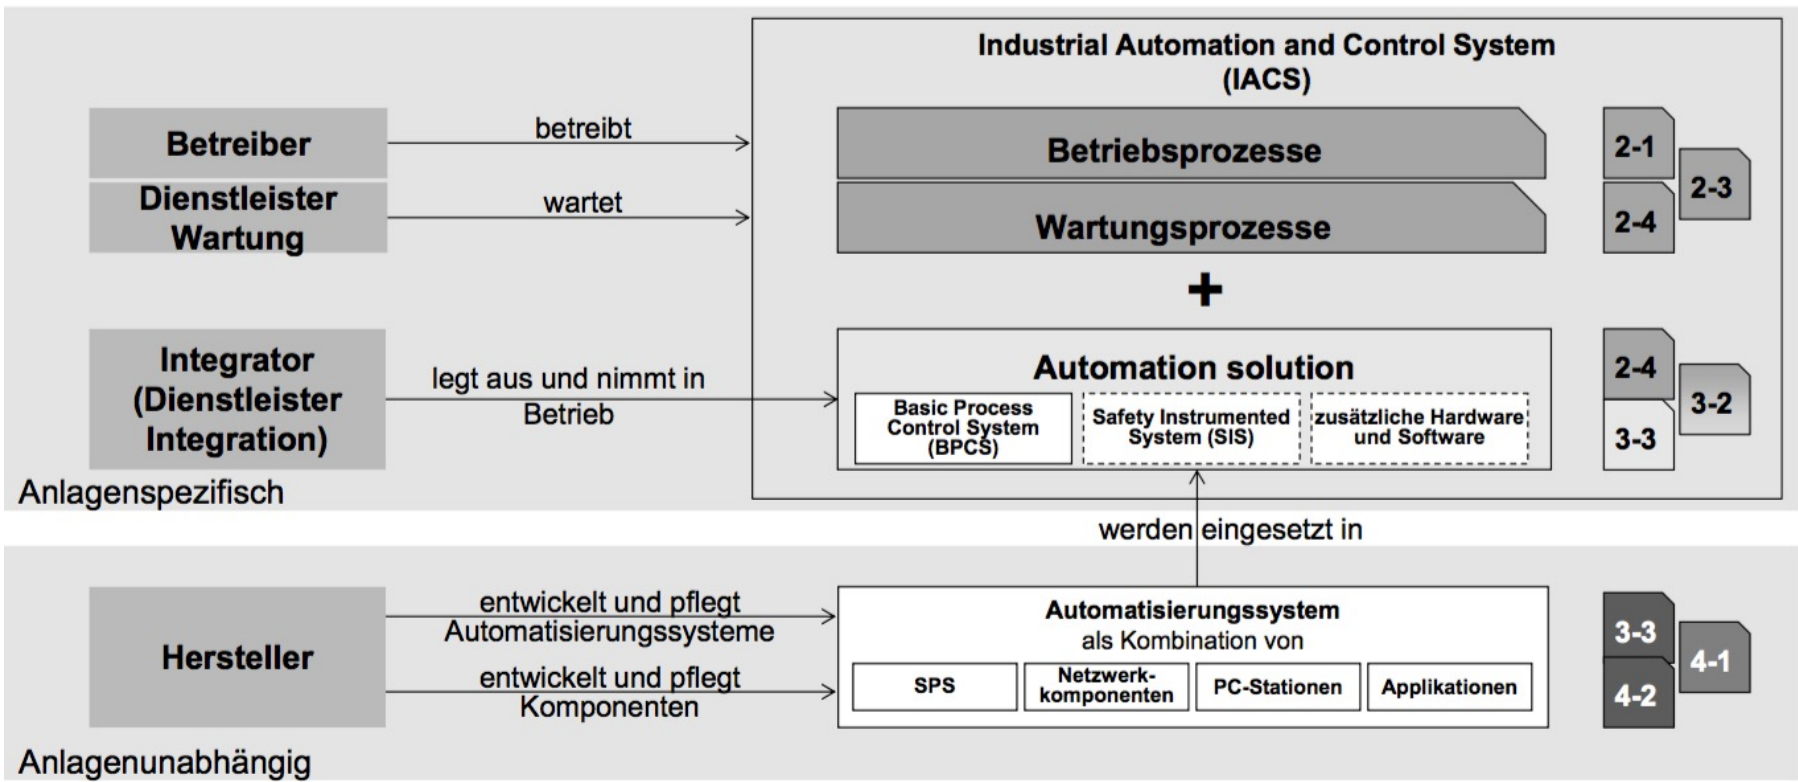 Industrial Automation and Control System
(IACS)
Betreiber
betreibt
Betriebsprozesse
2-1
2-3
Dienstleister
Wartung
wartet
Wartungsprozesse
2-4
+
Integrator
(Dienstleister
Integration)
legt aus und nimmt in
Betrieb
Automation solution
Basic Process
Control System
(BPCS)
Safety Instrumented
System (SIS)
zusätzliche Hardware
und Software
2-4
3-2
3-3
Anlagenspezifisch
werden eingesetzt in
Hersteller
entwickelt und pflegt
Automatisierungssysteme
entwickelt und pflegt
Komponenten
Automatisierungssystem
als Kombination von
SPS
Netzwerk-
komponenten
PC-Stationen
Applikationen
3-3
4-1
4-2
Anlagenunabhängig